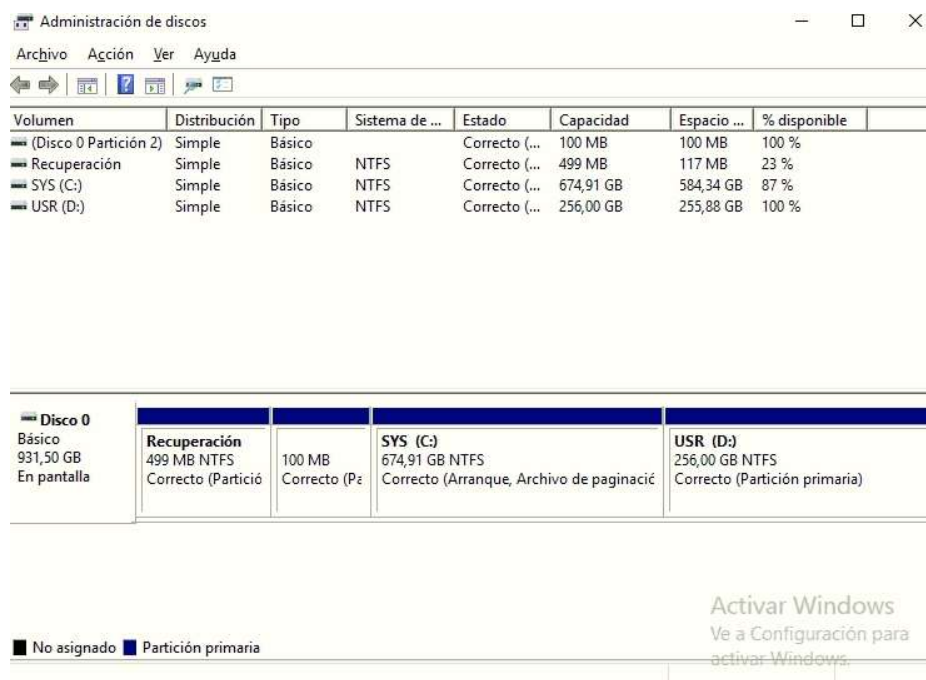 Administración de discos
Archivo Acción Ver Ayuda
Volumen Distribución Tipo Sistema de ... Estado Capacidad Espacio ... % disponible
(Disco 0 Partición 2) Simple Básico Correcto (... 100 MB 100 MB 100 %
Recuperación Simple Básico NTFS Correcto (... 499 MB 117 MB 23 %
SYS (C:) Simple Básico NTFS Correcto (... 674,91 GB 584,34 GB 87 %
USR (D:) Simple Básico NTFS Correcto (... 256,00 GB 255,88 GB 100 %
Disco 0
Básico
931,50 GB
En pantalla
Recuperación
499 MB NTFS
Correcto (Partició
100 MB
Correcto (Pa
SYS (C:)
674,91 GB NTFS
Correcto (Arranque, Archivo de paginació
USR (D:)
256,00 GB NTFS
Correcto (Partición primaria)
Activar Windows
Ve a Configuración para
activar Windows.
No asignado Partición primaria